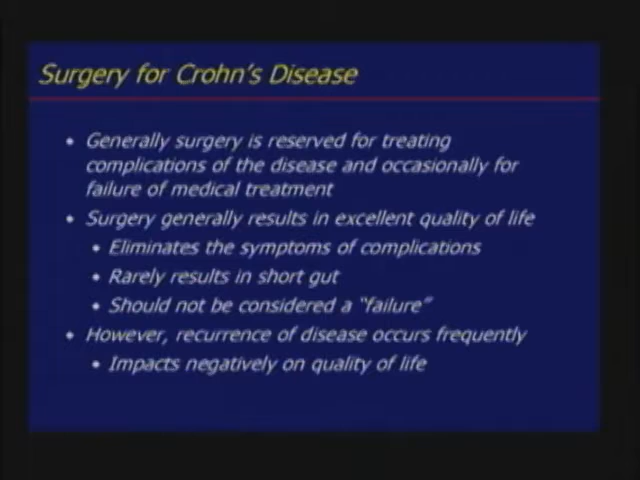 Surgery for Crohn's Disease
• Generally surgery is reserved for treating
complications of the disease and occasionally for
failure of medical treatment
• Surgery generally results in excellent quality of life
• Eliminates the symptoms of complications
• Rarely results in short gut
• Should not be considered a "failure"
• However, recurrence of disease occurs frequently
• Impacts negatively on quality of life